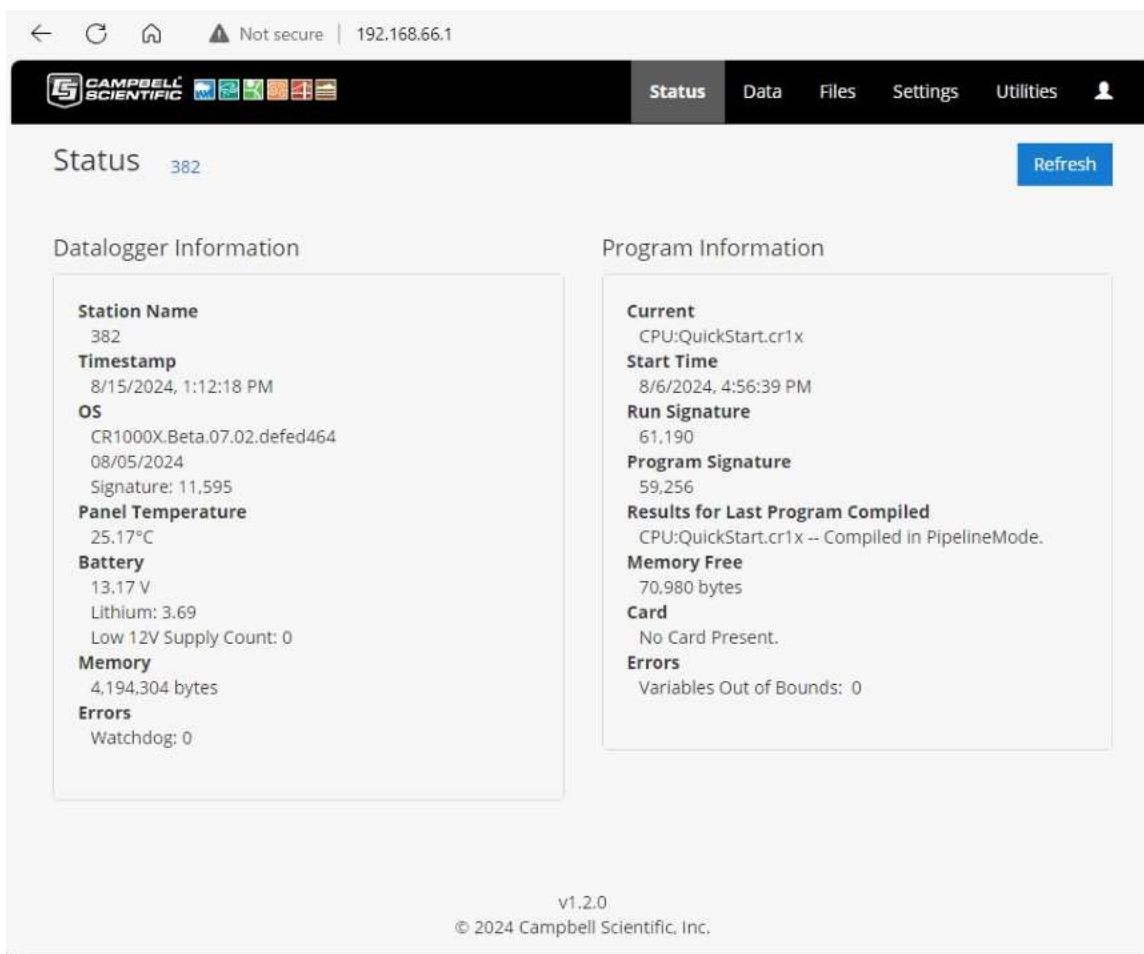 Not secure | 192.168.66.1
CAMPBELL SCIENTIFIC
Status Data Files Settings Utilities
Status 382
Refresh
Datalogger Information
Station Name
382
Timestamp
8/15/2024, 1:12:18 PM
OS
CR1000X.Beta.07.02.defed464
08/05/2024
Signature: 11,595
Panel Temperature
25.17°C
Battery
13.17 V
Lithium: 3.69
Low 12V Supply Count: 0
Memory
4,194,304 bytes
Errors
Watchdog: 0
Program Information
Current
CPU:QuickStart.cr1x
Start Time
8/6/2024, 4:56:39 PM
Run Signature
61,190
Program Signature
59,256
Results for Last Program Compiled
CPU:QuickStart.cr1x -- Compiled in PipelineMode.
Memory Free
70,980 bytes
Card
No Card Present.
Errors
Variables Out of Bounds: 0
v1.2.0
© 2024 Campbell Scientific, Inc.